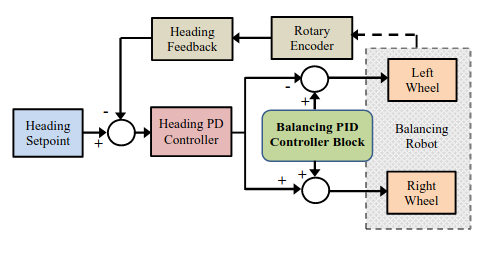 Heading
Feedback
Rotary
Encoder
Left
Wheel
-
-
+
Heading
Setpoint
+
Heading PD
Controller
Balancing PID
Controller Block
Balancing
Robot
+
+
Right
Wheel